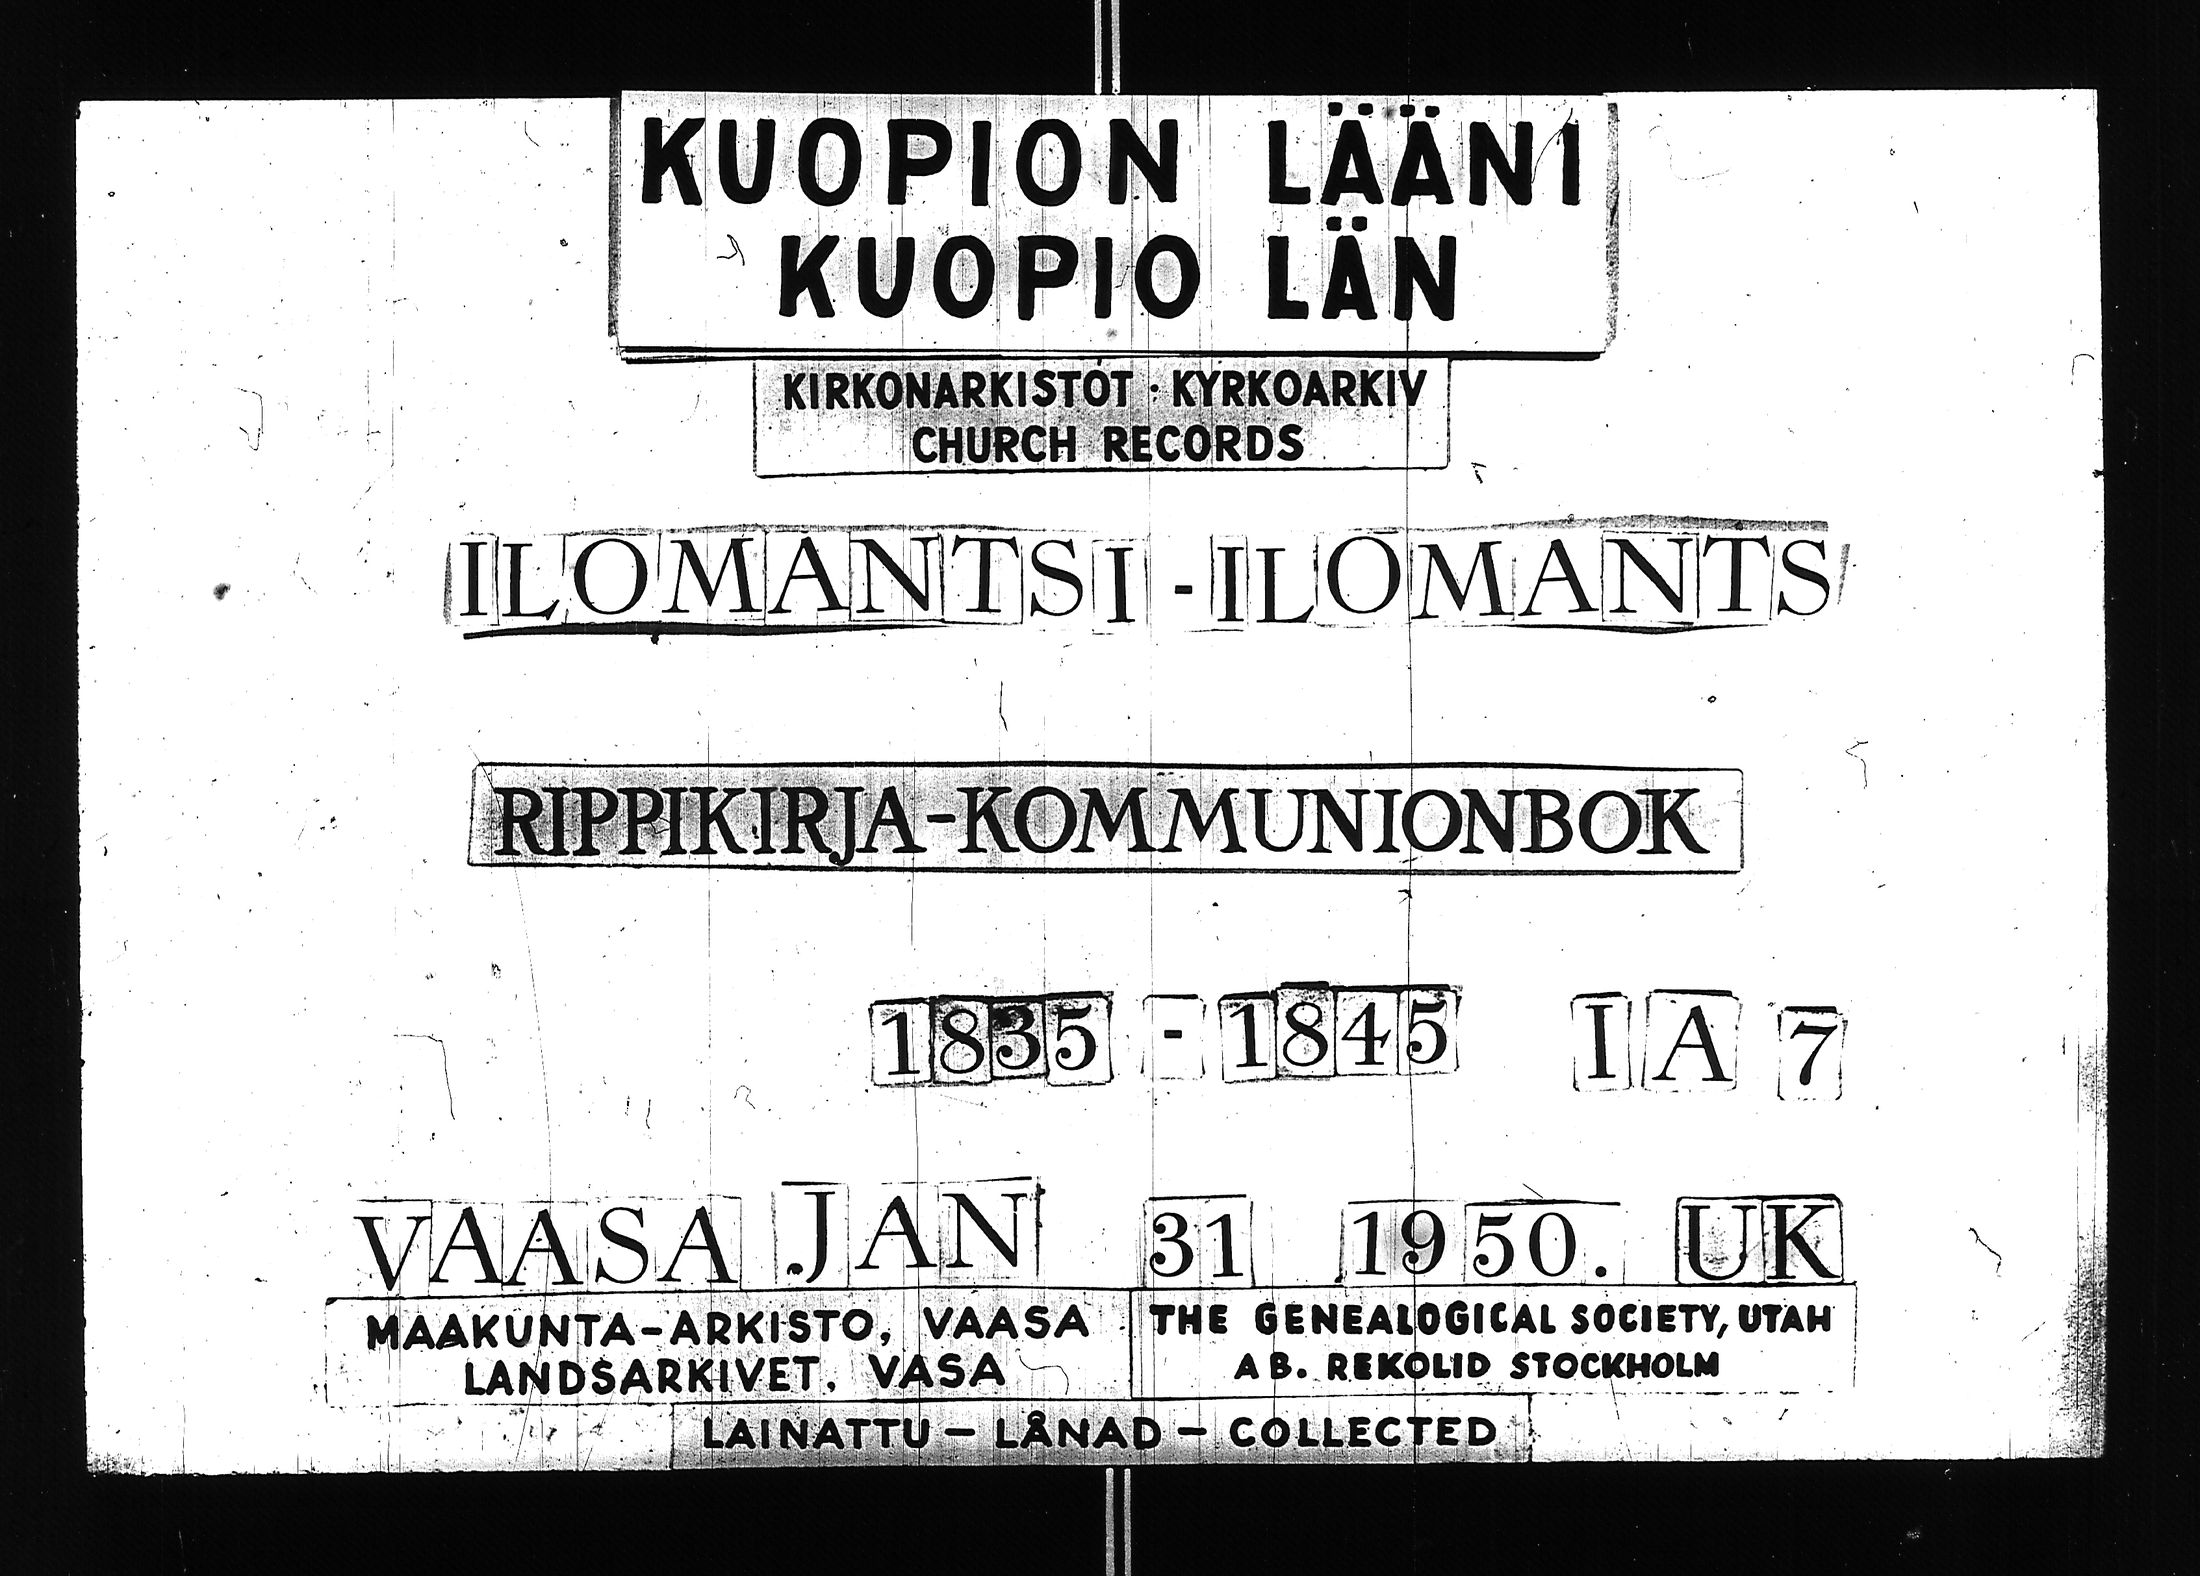 KUOPION LÄÄNI
KUOPIO LÄN
KIRKONARKISTOT · KYRKOARKIV
CHURCH RECORDS
ILOMANTSI - ILOMANTS
RIPPIKIRJA-KOMMUNIONBOK
1835 - 1845 I A 7
VAASA JAN 31 1950. UK
MAAKUNTA-ARKISTO, VAASA
LANDSARKIVET, VASA
THE GENEALOGICAL SOCIETY, UTAH
AB. REKOLID STOCKHOLM
LAINATTU - LÅNAD - COLLECTED